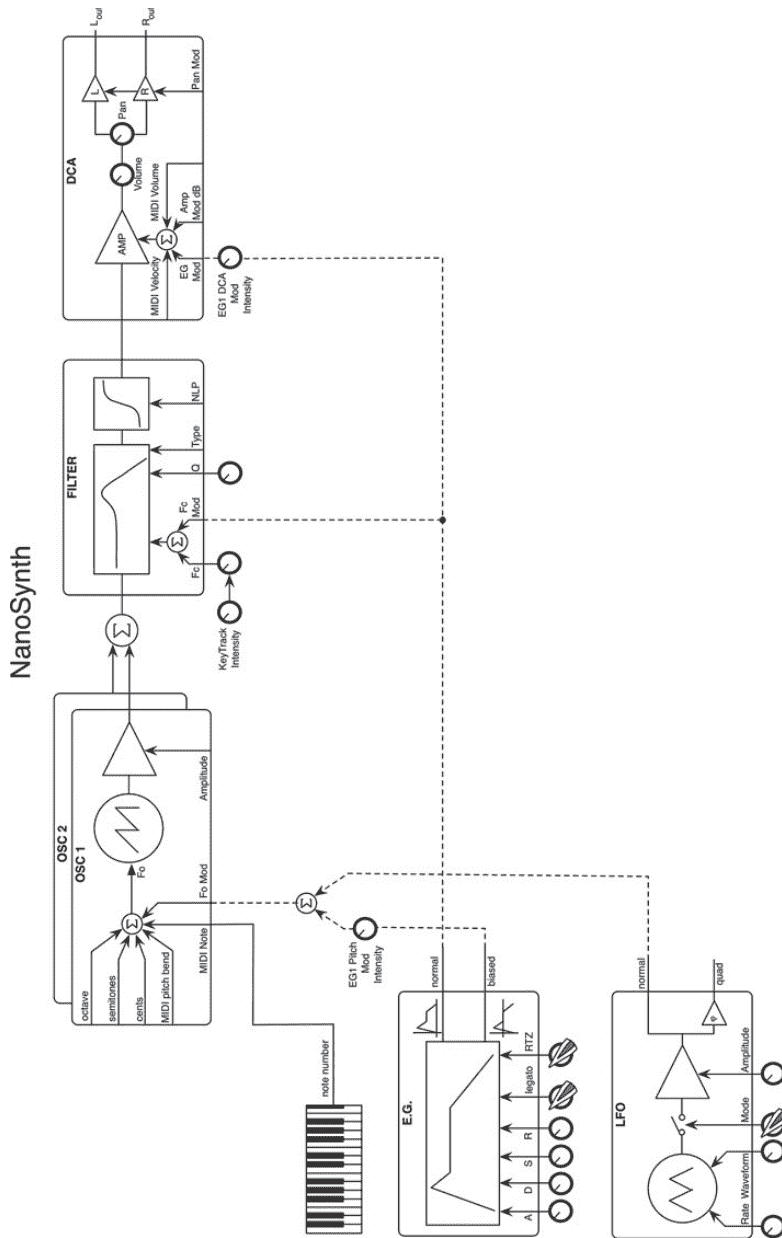 NanoSynth
OSC 2
OSC 1
octave
semitones
cents
MIDI pitch bend
Σ
Fo
Fo Mod
MIDI Note
Amplitude
Σ
FILTER
Σ
Fc
Fc
Mod
Q
Type
NLP
KeyTrack
Intensity
DCA
AMP
Volume
Pan
L
R
Lout
Rout
MIDI Velocity
Σ
EG
Mod
Amp
Mod dB
MIDI Volume
Pan Mod
EG1 DCA
Mod
Intensity
note number
Σ
EG1 Pitch
Mod
Intensity
E.G.
normal
biased
A
D
S
R
legato
RTZ
LFO
normal
quad
φ
Rate
Waveform
Mode
Amplitude